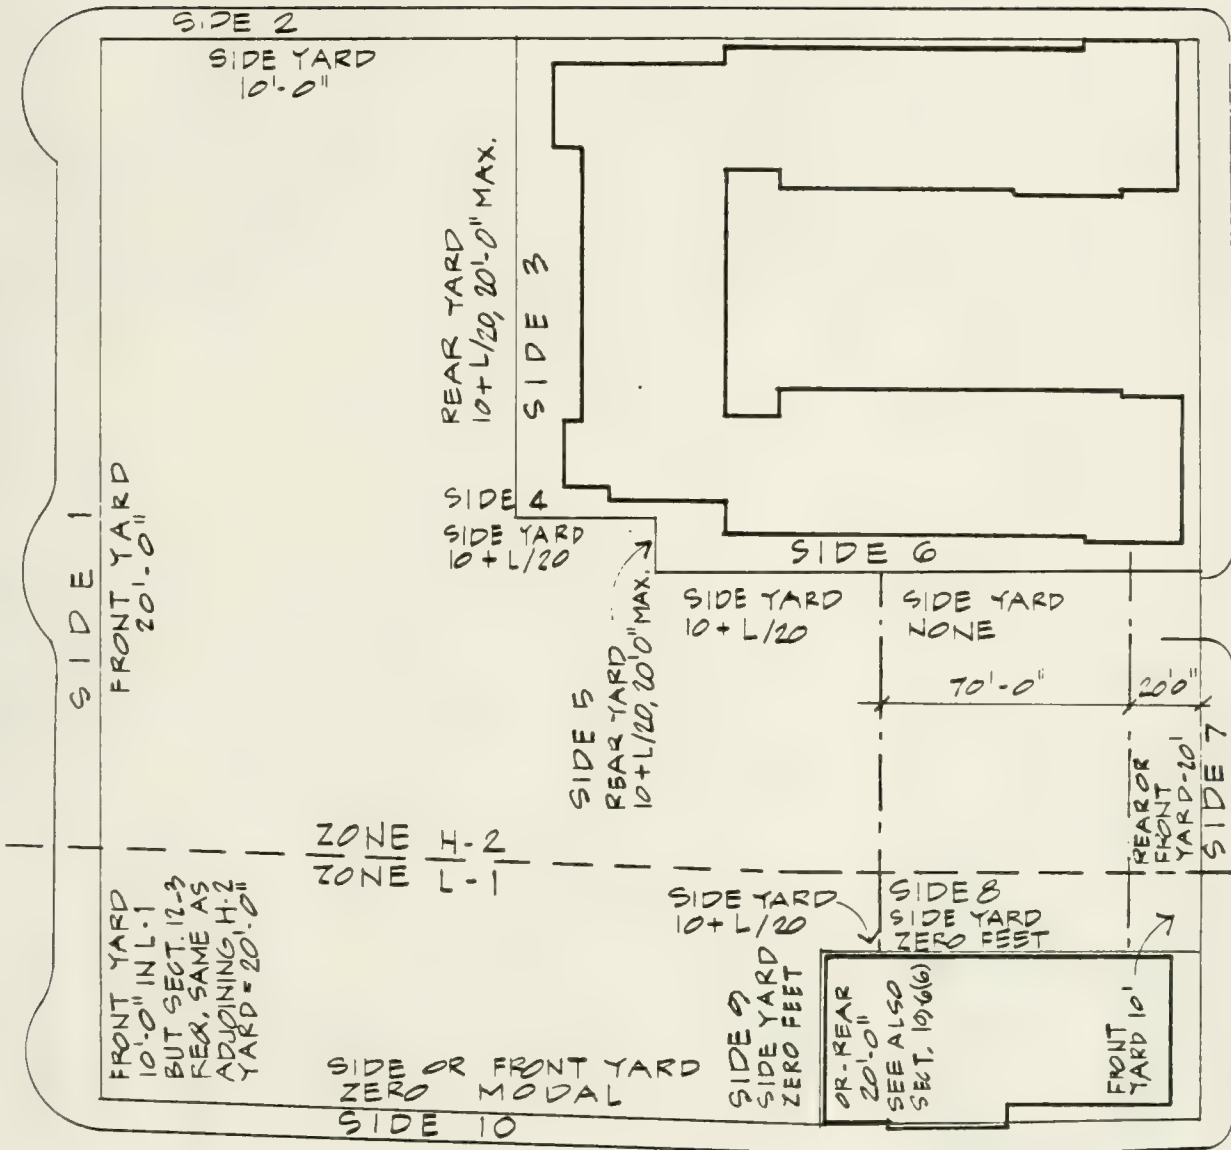 SIDE 2
SIDE YARD
10'-0"
REAR YARD
10+L/20, 20'-0" MAX.
SIDE 3
SIDE 4
SIDE YARD
10+L/20
SIDE 1
FRONT YARD
20'-0"
SIDE 6
SIDE YARD
10+L/20
SIDE YARD
NONE
70'-0"
20'0"
SIDE 5
REAR YARD
10+L/20, 20'0" MAX.
REAR OR
FRONT
YARD-20'
SIDE 7
ZONE H-2
ZONE L-1
FRONT YARD
10'-0" IN L-1
BUT SECT. 12-3
REQ. SAME AS
ADJOINING H-2
YARD = 20'-0"
SIDE YARD
10+L/20
SIDE 8
SIDE YARD
ZERO FEET
SIDE 9
SIDE YARD
ZERO FEET
OR-REAR
20'-0"
SEE ALSO
SECT. 19,6(6)
FRONT
YARD 10'
SIDE OR FRONT YARD
ZERO MODAL
SIDE 10